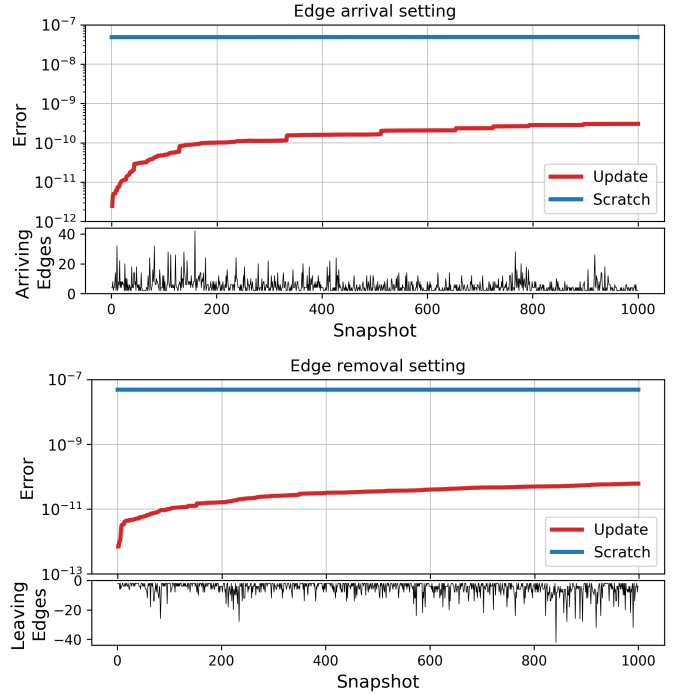 Edge arrival setting
10⁻⁷
10⁻⁸
10⁻⁹
10⁻¹⁰
10⁻¹¹
10⁻¹²
Error
Update
Scratch
40
20
0
Arriving
Edges
0 200 400 600 800 1000
Snapshot
Edge removal setting
10⁻⁷
10⁻⁹
10⁻¹¹
10⁻¹³
Error
Update
Scratch
0
−20
−40
Leaving
Edges
0 200 400 600 800 1000
Snapshot